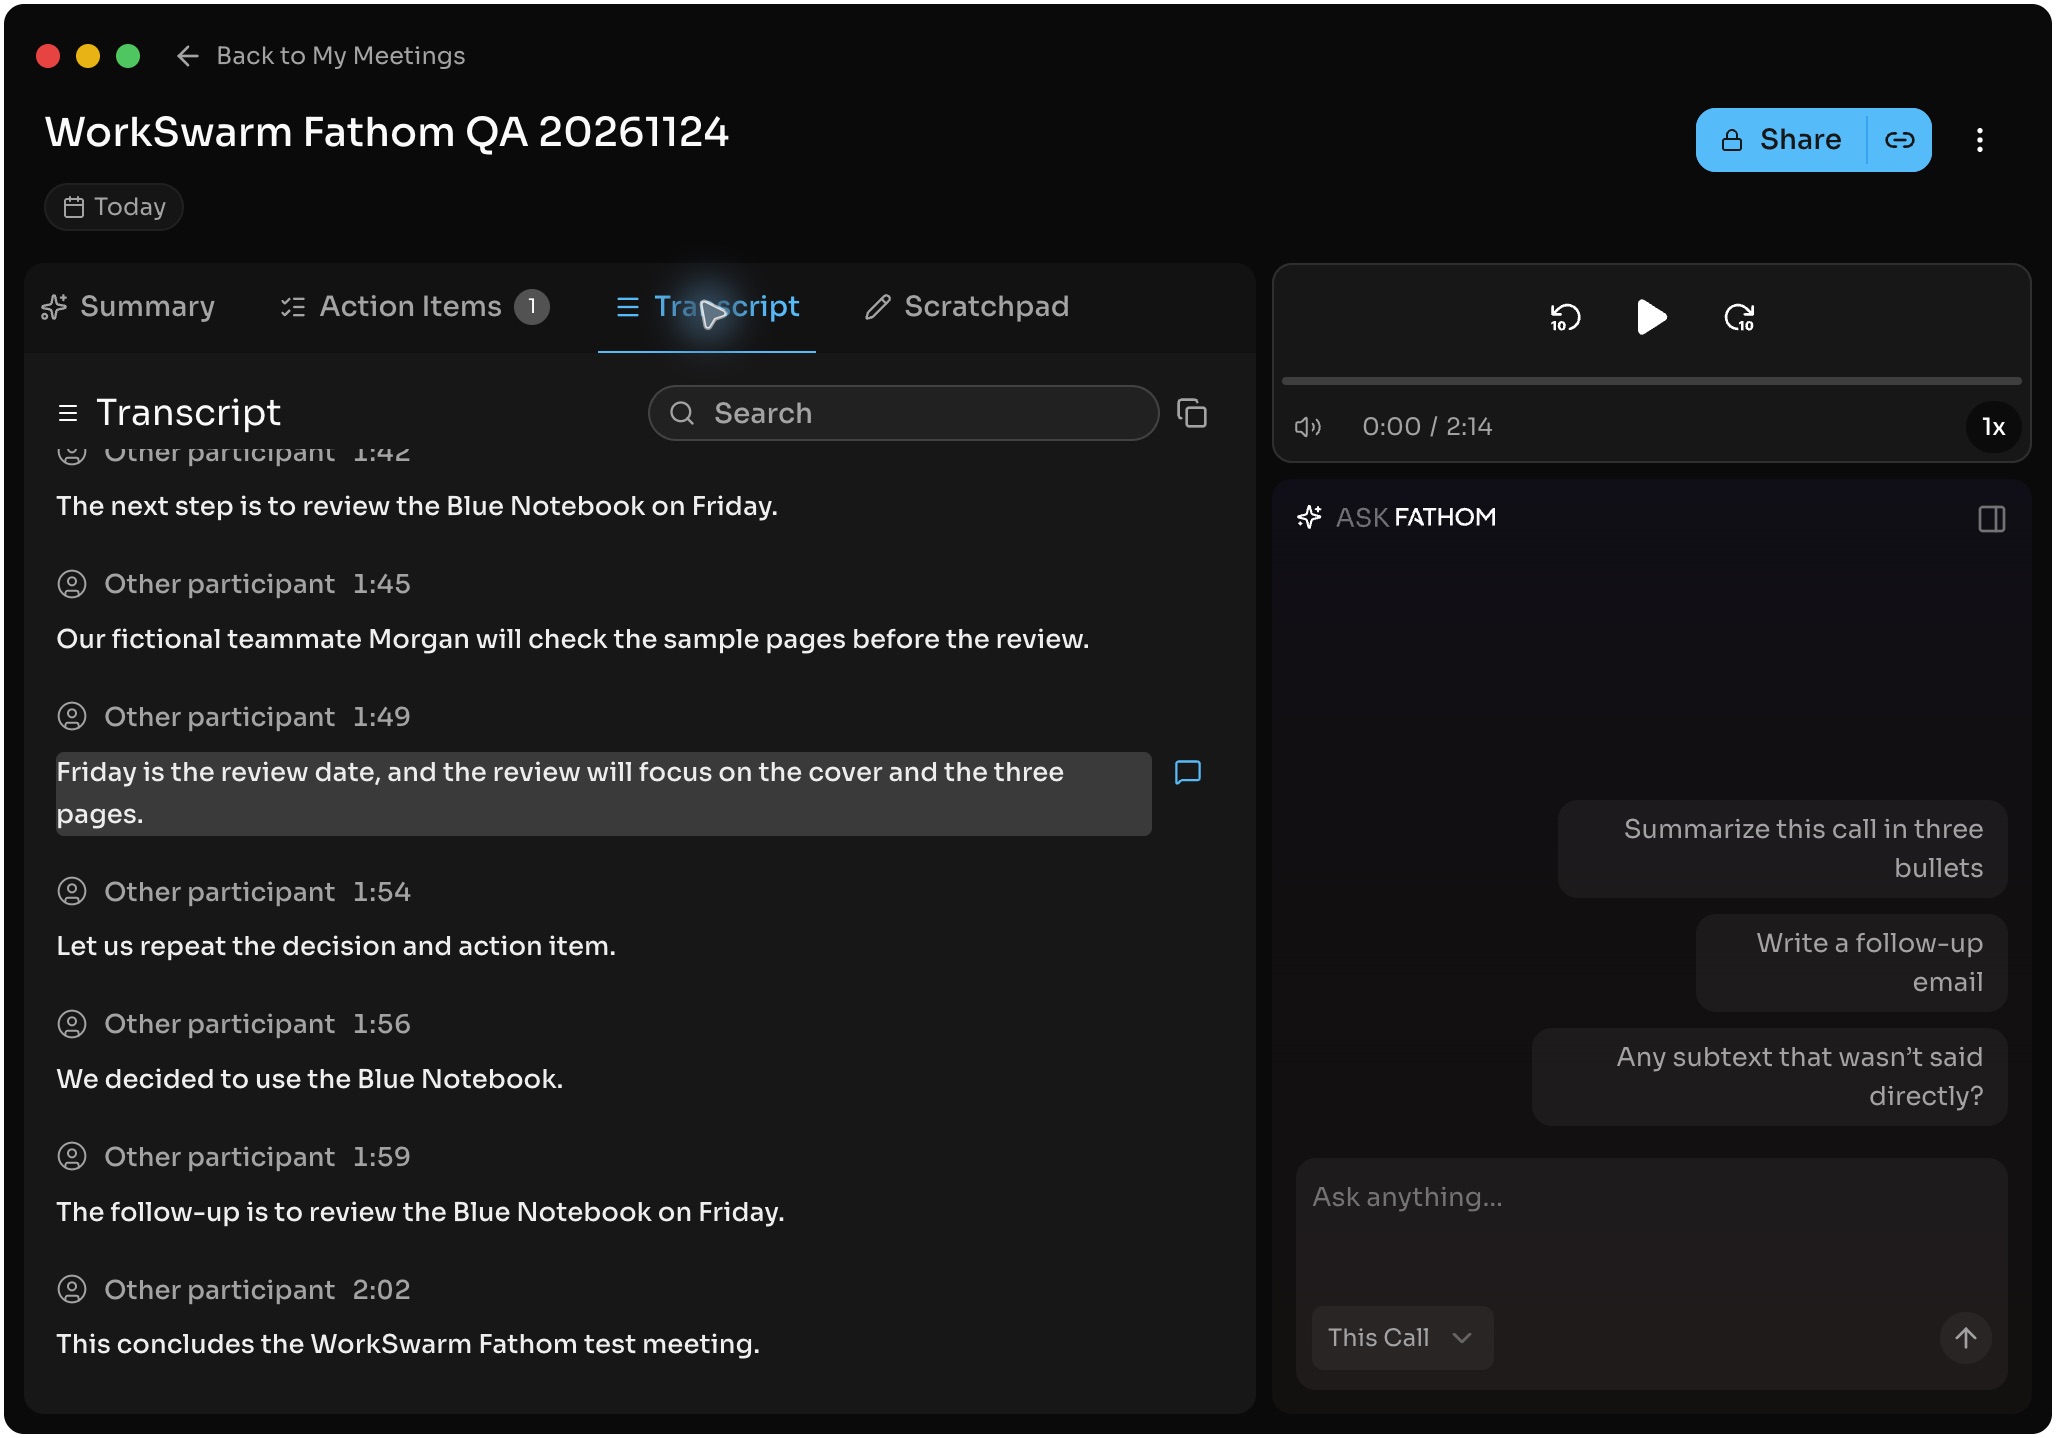 Back to My Meetings
WorkSwarm Fathom QA 20261124
Share
Today
Summary
Action Items 1
Transcript
Scratchpad
Transcript
Search
Other participant 1:42
The next step is to review the Blue Notebook on Friday.
Other participant 1:45
Our fictional teammate Morgan will check the sample pages before the review.
Other participant 1:49
Friday is the review date, and the review will focus on the cover and the three
pages.
Other participant 1:54
Let us repeat the decision and action item.
Other participant 1:56
We decided to use the Blue Notebook.
Other participant 1:59
The follow-up is to review the Blue Notebook on Friday.
Other participant 2:02
This concludes the WorkSwarm Fathom test meeting.
10
10
0:00 / 2:14
1x
ASK FATHOM
Summarize this call in three
bullets
Write a follow-up
email
Any subtext that wasn’t said
directly?
Ask anything...
This Call